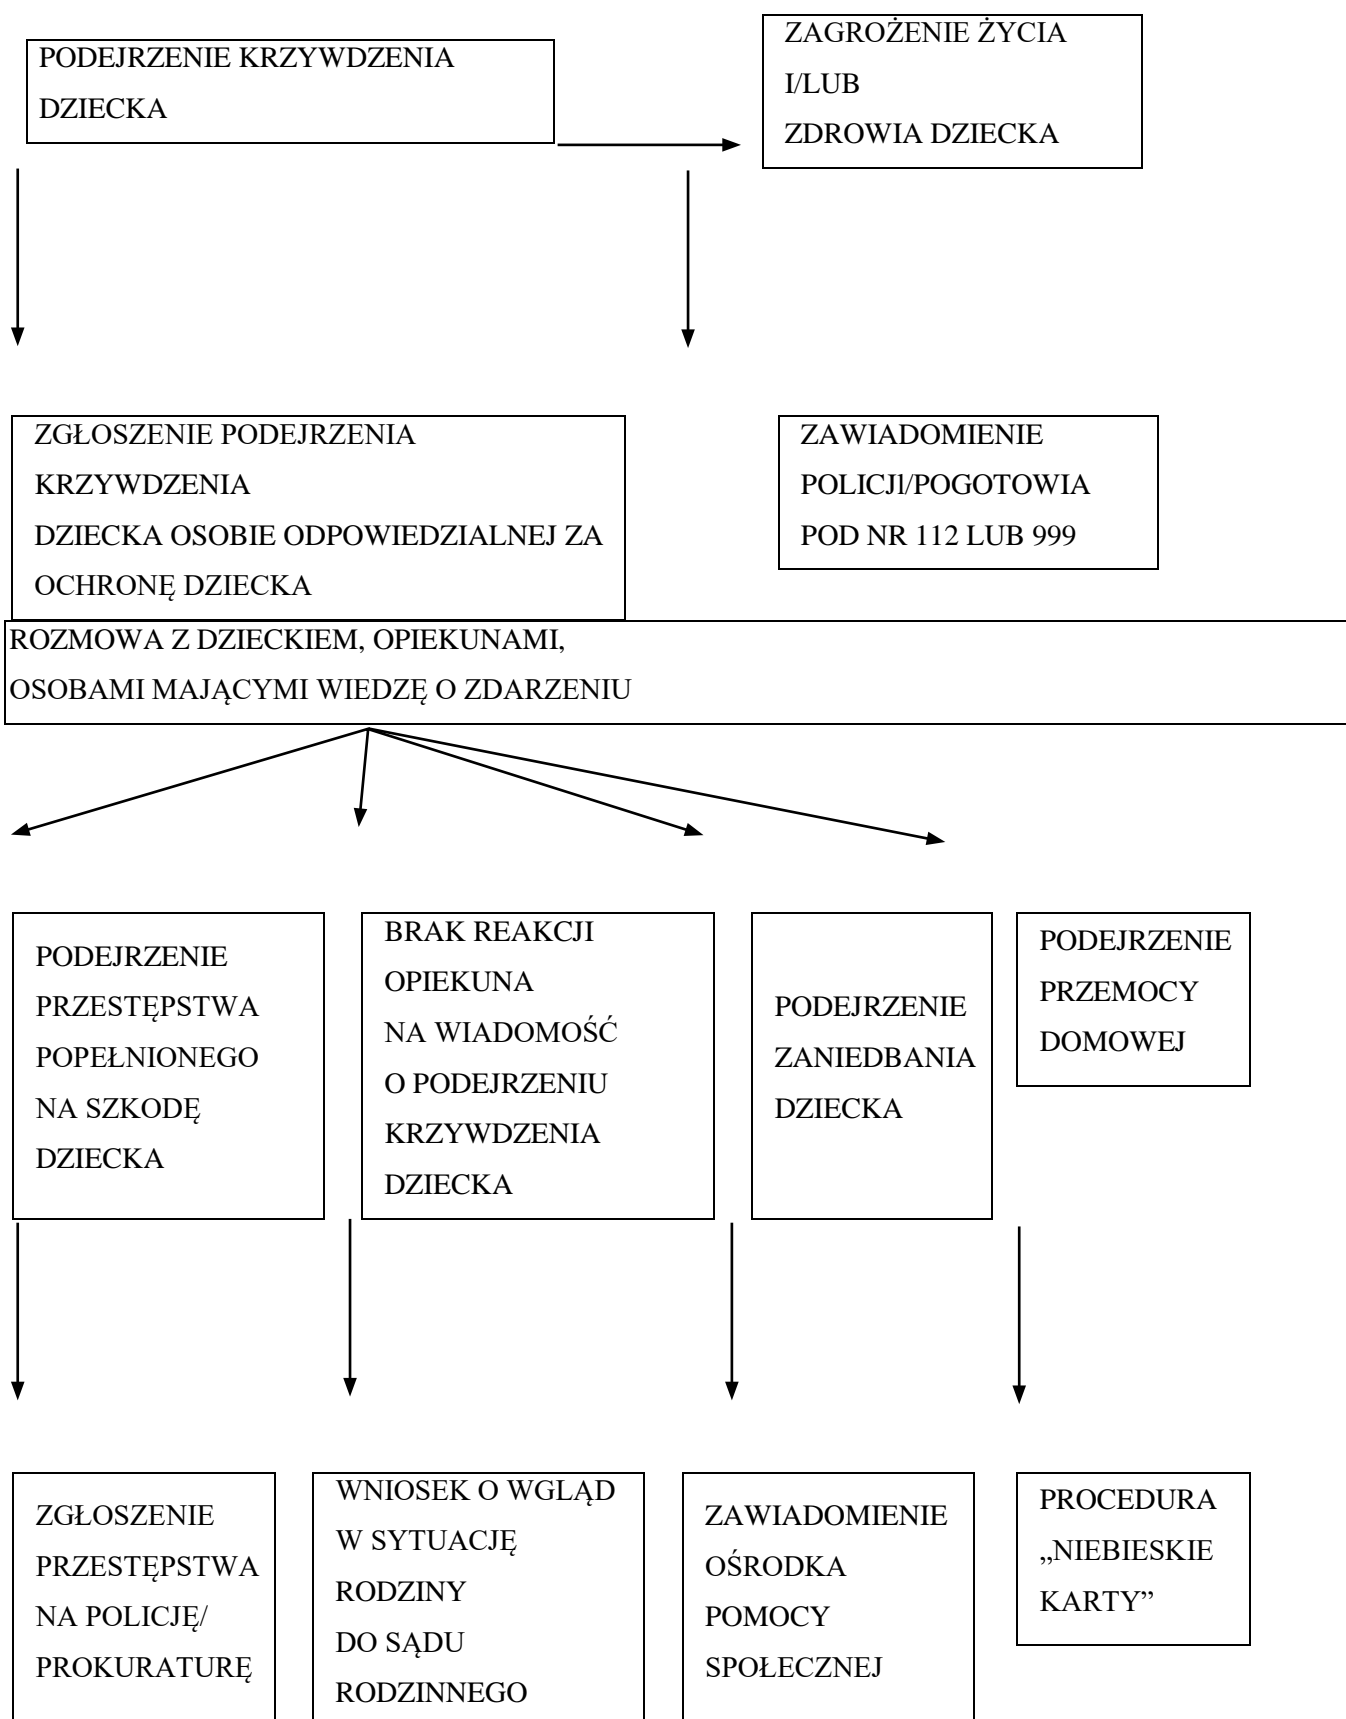 PODEJRZENIE KRZYWDZENIA
DZIECKA
ZAGROŻENIE ŻYCIA
I/LUB
ZDROWIA DZIECKA
ZGŁOSZENIE PODEJRZENIA
KRZYWDZENIA
DZIECKA OSOBIE ODPOWIEDZIALNEJ ZA
OCHRONĘ DZIECKA
ZAWIADOMIENIE
POLICJl/POGOTOWIA
POD NR 112 LUB 999
ROZMOWA Z DZIECKIEM, OPIEKUNAMI,
OSOBAMI MAJĄCYMI WIEDZĘ O ZDARZENIU
PODEJRZENIE
PRZESTĘPSTWA
POPEŁNIONEGO
NA SZKODĘ
DZIECKA
BRAK REAKCJI
OPIEKUNA
NA WIADOMOŚĆ
O PODEJRZENIU
KRZYWDZENIA
DZIECKA
PODEJRZENIE
ZANIEDBANIA
DZIECKA
PODEJRZENIE
PRZEMOCY
DOMOWEJ
ZGŁOSZENIE
PRZESTĘPSTWA
NA POLICJĘ/
PROKURATURĘ
WNIOSEK O WGLĄD
W SYTUACJĘ
RODZINY
DO SĄDU
RODZINNEGO
ZAWIADOMIENIE
OŚRODKA
POMOCY
SPOŁECZNEJ
PROCEDURA
„NIEBIESKIE
KARTY”